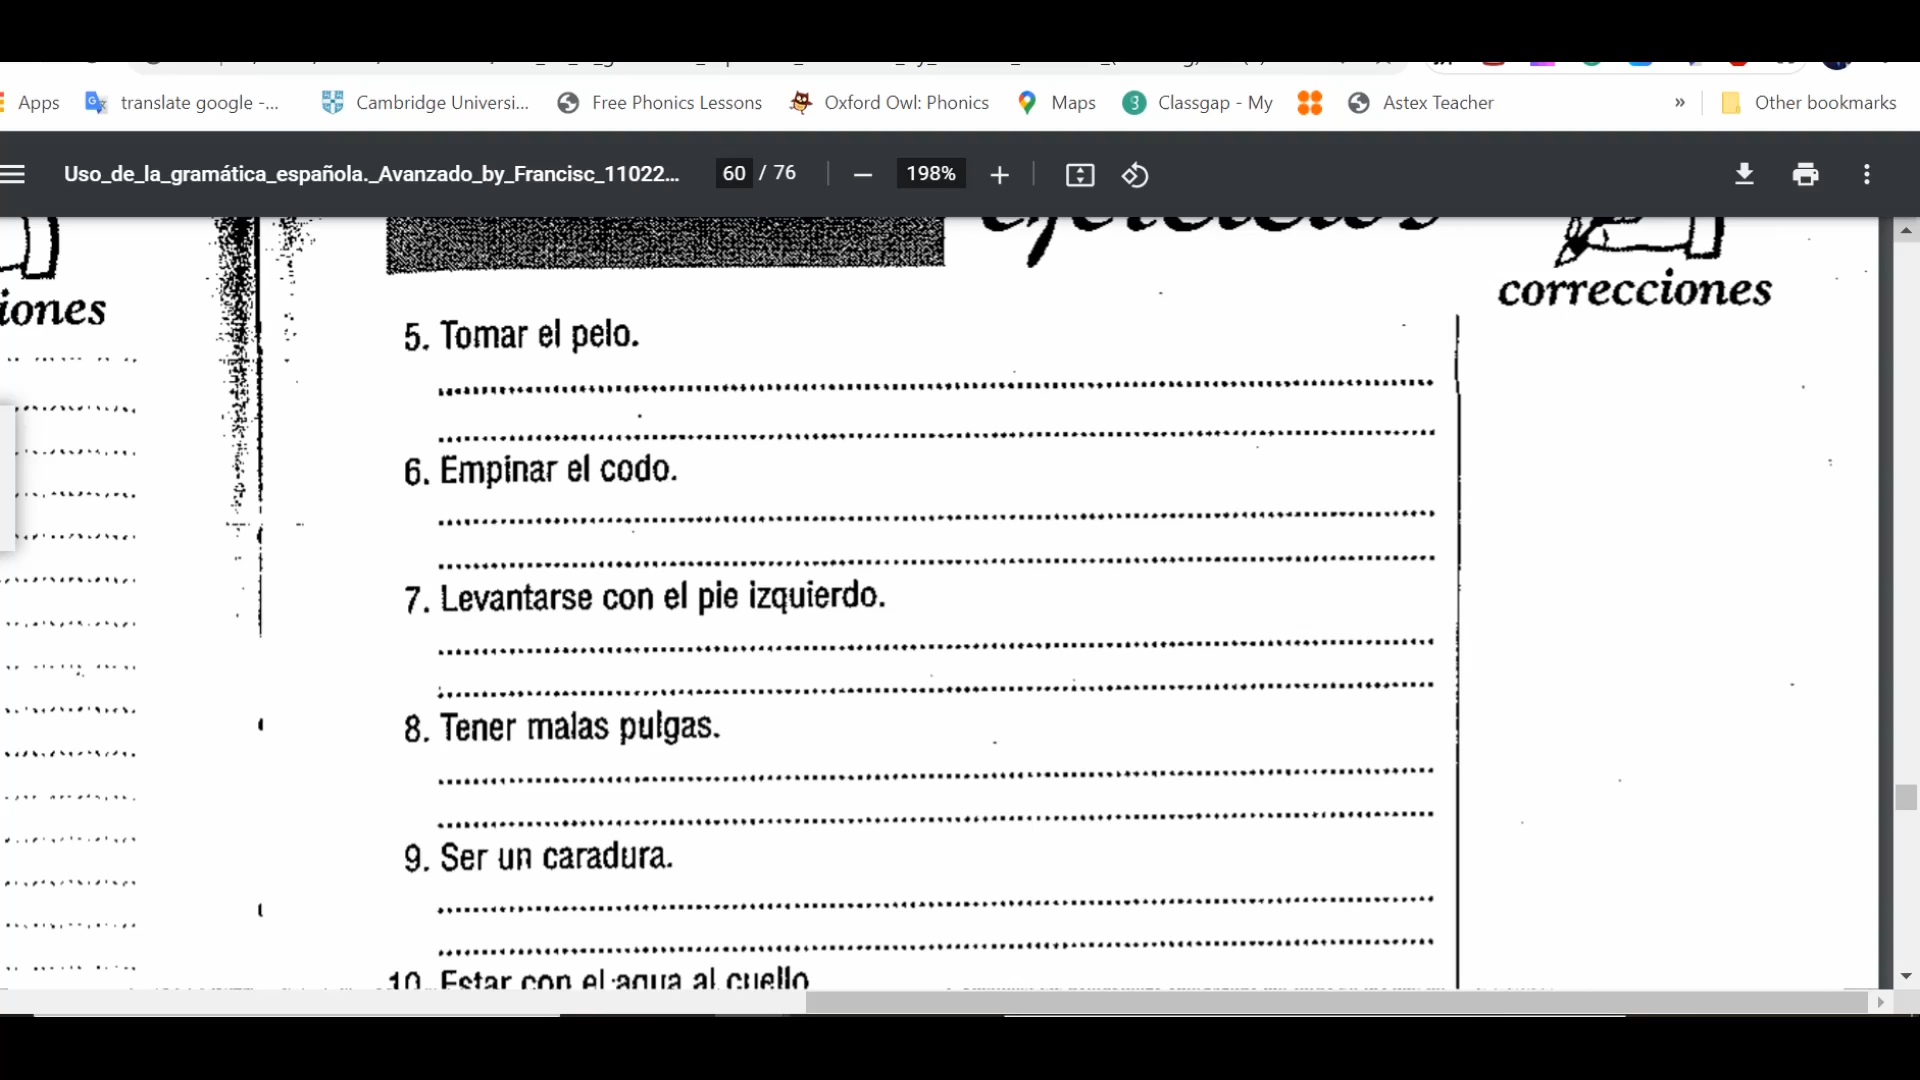 Apps translate google -... Cambridge Universi... Free Phonics Lessons Oxford Owl: Phonics Maps Classgap - My Astex Teacher » Other bookmarks
Uso_de_la_gramática_española._Avanzado_by_Francisc_11022... 60 / 76 198%
ejercicios
iones
correcciones
5. Tomar el pelo.
6. Empinar el codo.
7. Levantarse con el pie izquierdo.
8. Tener malas pulgas.
9. Ser un caradura.
10. Estar con el agua al cuello